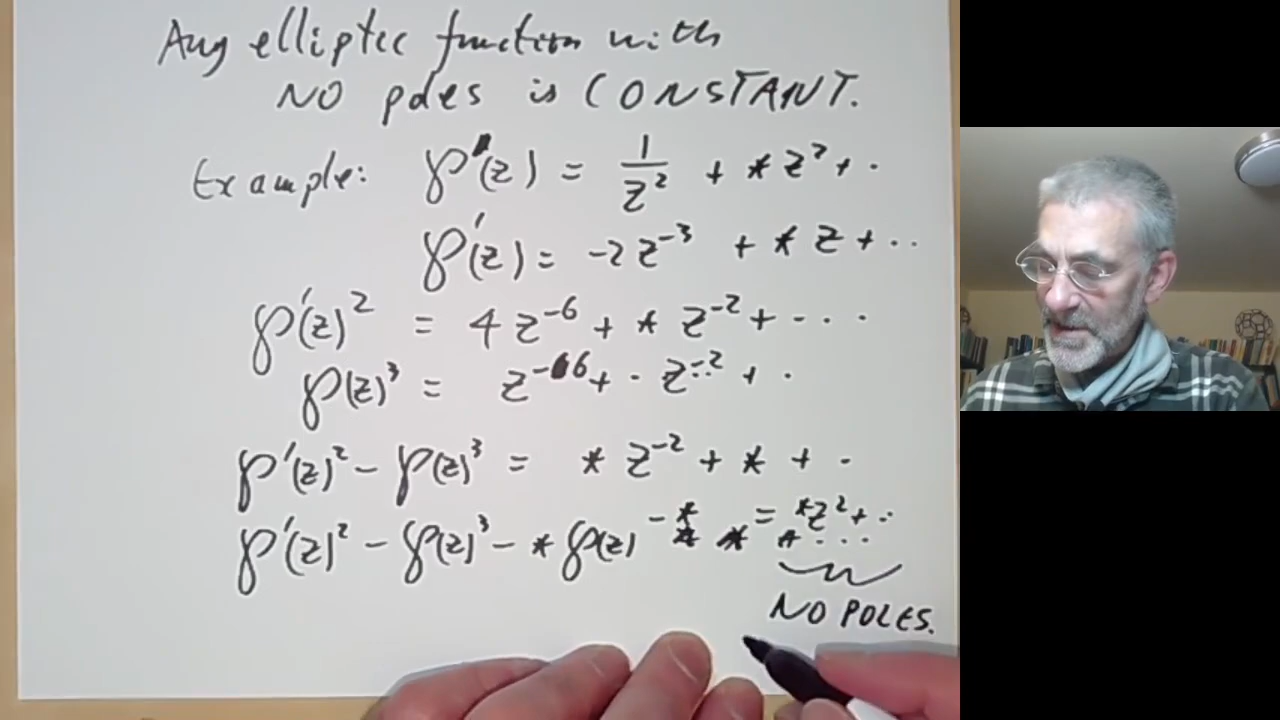 Any elliptic function with
NO poles is CONSTANT.
Example: ℘(z) = 1/z² + * z² + .
℘'(z) = -2z⁻³ + * z + ..
℘'(z)² = 4 z⁻⁶ + * z⁻² + - . .
℘(z)³ = z⁻⁶ + . z⁻² + .
℘'(z)² - ℘(z)³ = * z⁻² + * + .
℘'(z)² - ℘(z)³ - * ℘(z) - * = *z² + ..
NO POLES.